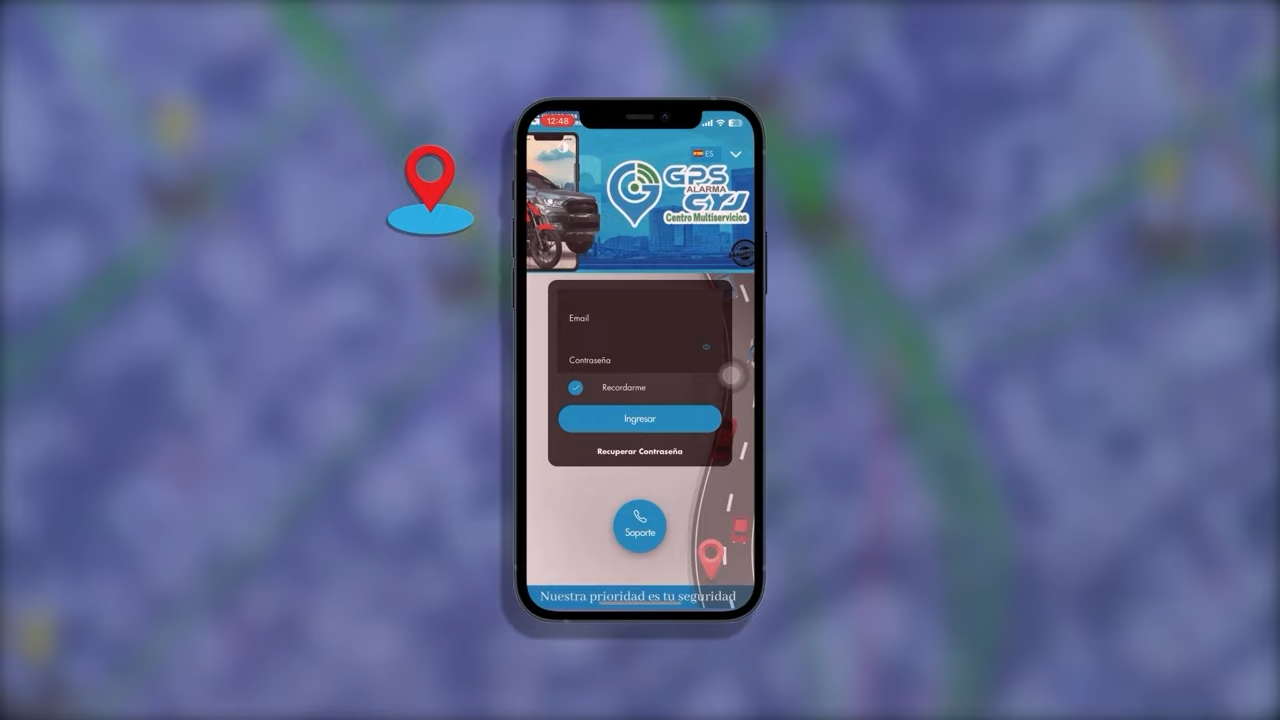 12:48
ES
GPS
ALARMA
CYJ
Centro Multiservicios
Email
Contraseña
Recordarme
Ingresar
Recuperar Contraseña
Soporte
Nuestra prioridad es tu seguridad